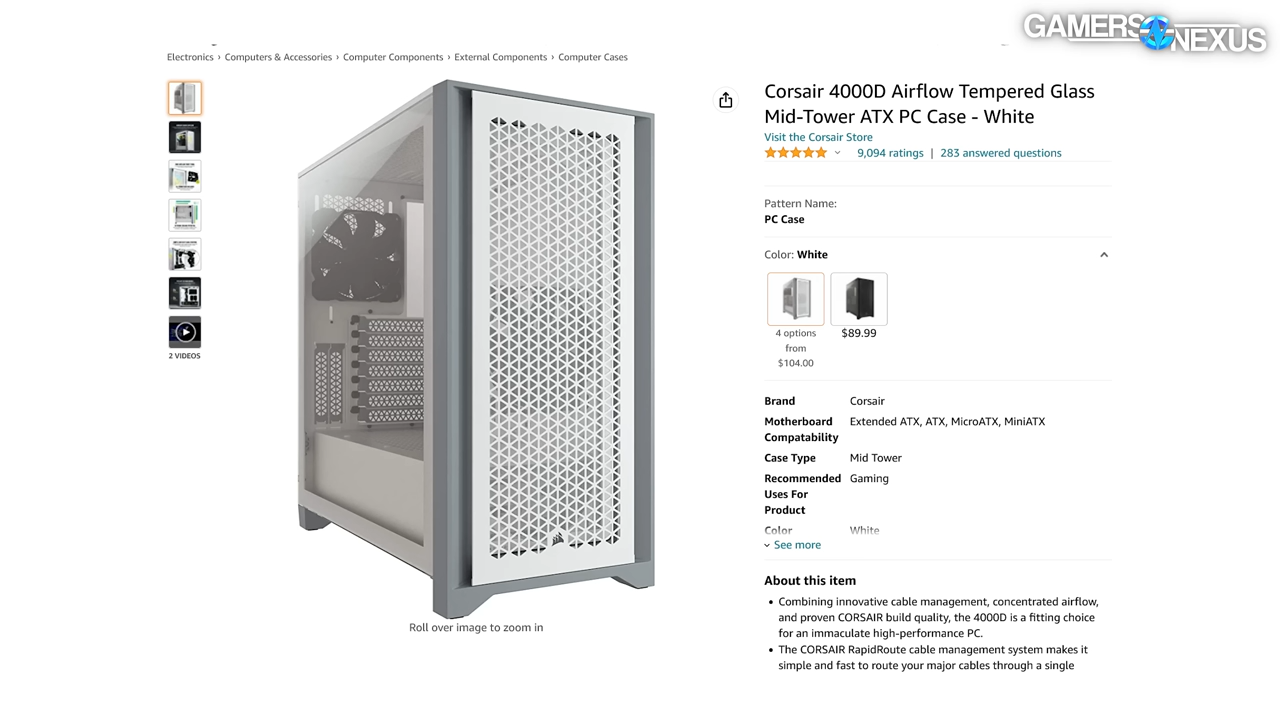 GAMERS NEXUS
Electronics › Computers & Accessories › Computer Components › External Components › Computer Cases
2 VIDEOS
Roll over image to zoom in
Corsair 4000D Airflow Tempered Glass
Mid-Tower ATX PC Case - White
Visit the Corsair Store
9,094 ratings | 283 answered questions
Pattern Name:
PC Case
Color: White
4 options
from
$104.00
$89.99
Brand Corsair
Motherboard Extended ATX, ATX, MicroATX, MiniATX
Compatability
Case Type Mid Tower
Recommended Gaming
Uses For
Product
Color White
See more
About this item
• Combining innovative cable management, concentrated airflow,
and proven CORSAIR build quality, the 4000D is a fitting choice
for an immaculate high-performance PC.
• The CORSAIR RapidRoute cable management system makes it
simple and fast to route your major cables through a single